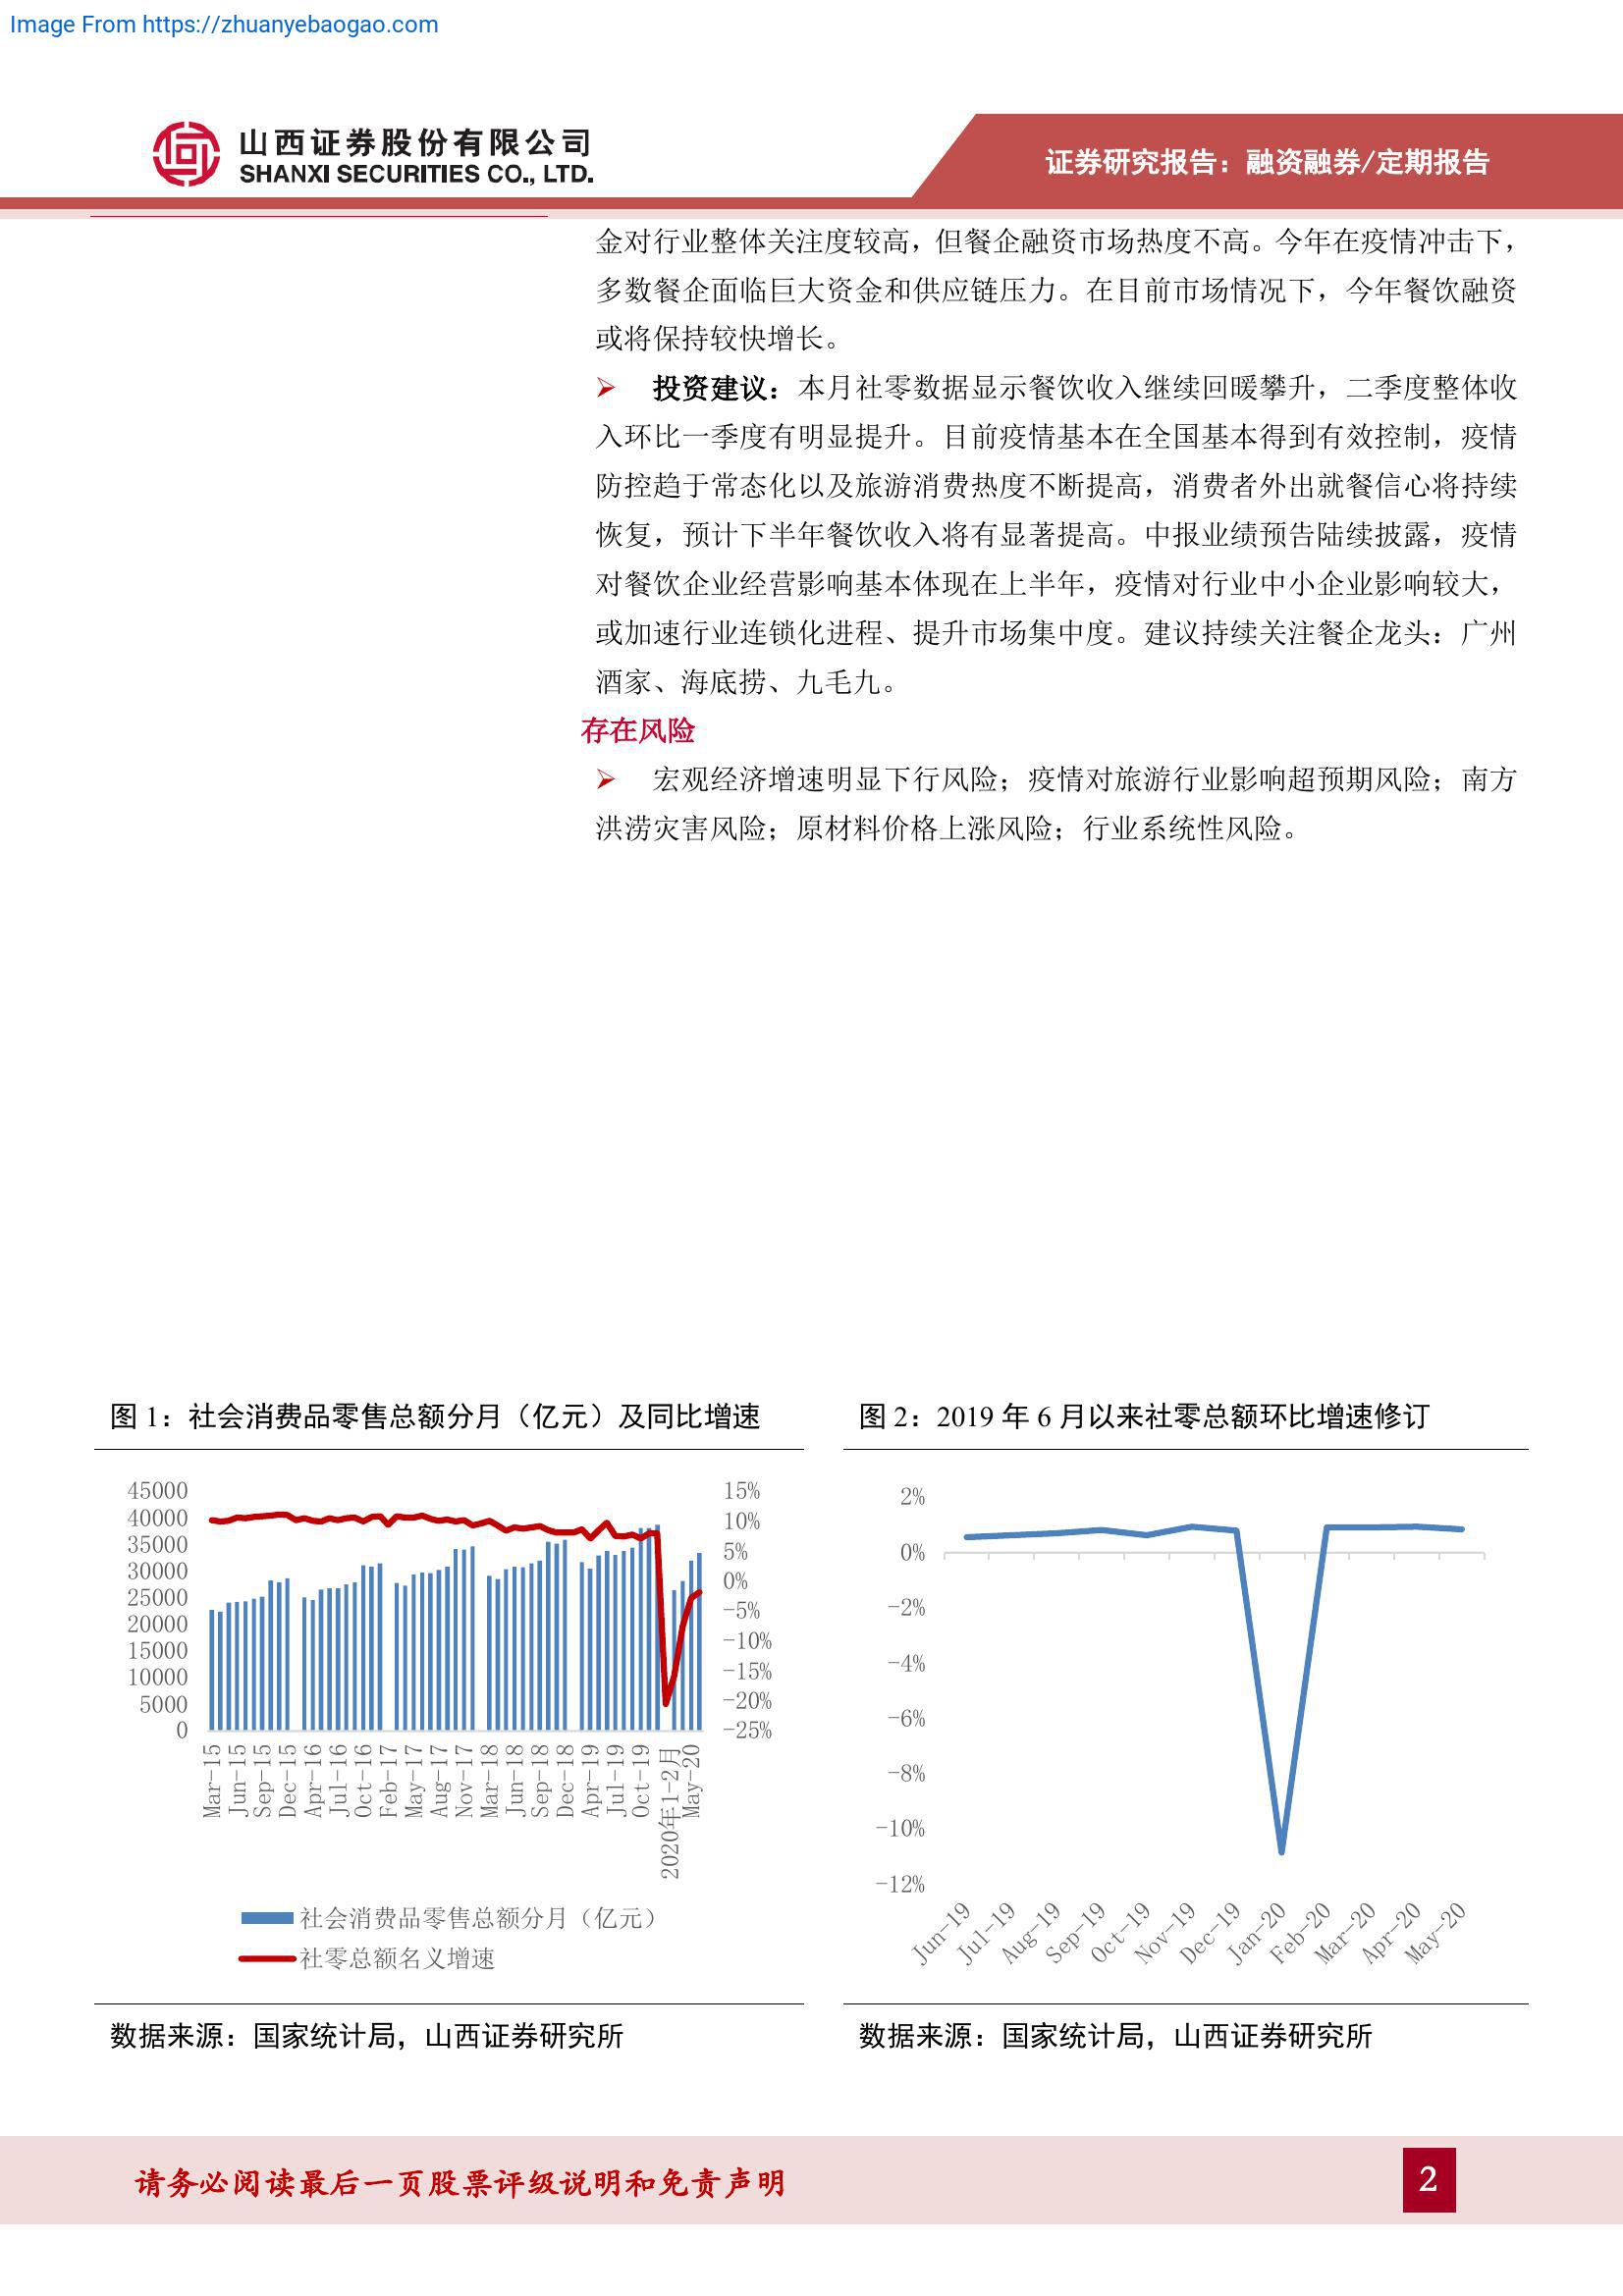 Image From https://zhuanyebaogao.com
山西证券股份有限公司
SHANXI SECURITIES CO., LTD.
证券研究报告：融资融券/定期报告
金对行业整体关注度较高，但餐企融资市场热度不高。今年在疫情冲击下，
多数餐企面临巨大资金和供应链压力。在目前市场情况下，今年餐饮融资
或将保持较快增长。
➢ 投资建议：本月社零数据显示餐饮收入继续回暖攀升，二季度整体收
入环比一季度有明显提升。目前疫情基本在全国基本得到有效控制，疫情
防控趋于常态化以及旅游消费热度不断提高，消费者外出就餐信心将持续
恢复，预计下半年餐饮收入将有显著提高。中报业绩预告陆续披露，疫情
对餐饮企业经营影响基本体现在上半年，疫情对行业中小企业影响较大，
或加速行业连锁化进程、提升市场集中度。建议持续关注餐企龙头：广州
酒家、海底捞、九毛九。
存在风险
➢ 宏观经济增速明显下行风险；疫情对旅游行业影响超预期风险；南方
洪涝灾害风险；原材料价格上涨风险；行业系统性风险。
图 1：社会消费品零售总额分月（亿元）及同比增速
45000
40000
35000
30000
25000
20000
15000
10000
5000
0
15%
10%
5%
0%
-5%
-10%
-15%
-20%
-25%
Mar-15
Jun-15
Sep-15
Dec-15
Apr-16
Jul-16
Oct-16
Feb-17
May-17
Aug-17
Nov-17
Mar-18
Jun-18
Sep-18
Dec-18
Apr-19
Jul-19
Oct-19
2020年1-2月
May-20
社会消费品零售总额分月（亿元）
社零总额名义增速
数据来源：国家统计局，山西证券研究所
图 2：2019 年 6 月以来社零总额环比增速修订
2%
0%
-2%
-4%
-6%
-8%
-10%
-12%
Jun-19
Jul-19
Aug-19
Sep-19
Oct-19
Nov-19
Dec-19
Jan-20
Feb-20
Mar-20
Apr-20
May-20
数据来源：国家统计局，山西证券研究所
请务必阅读最后一页股票评级说明和免责声明
2